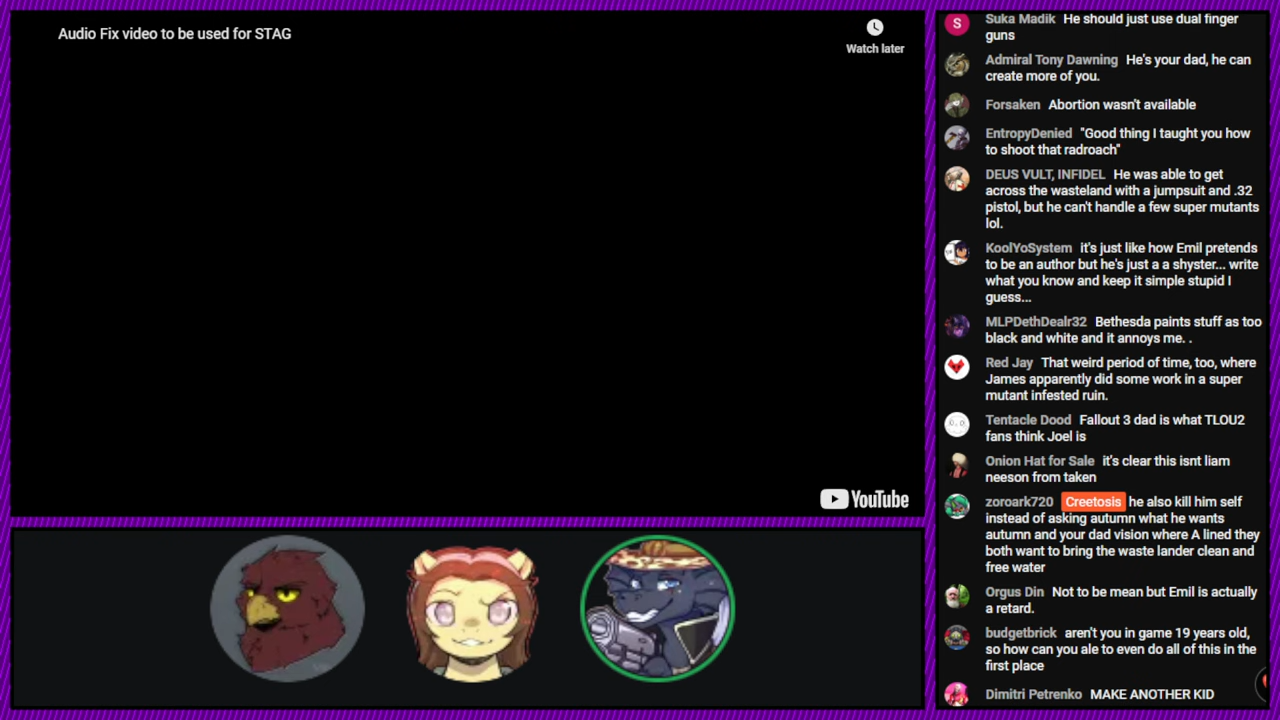 Audio Fix video to be used for STAG
Watch later
YouTube
S
Suka Madik He should just use dual finger
guns
Admiral Tony Dawning He's your dad, he can
create more of you.
Forsaken Abortion wasn't available
EntropyDenied "Good thing I taught you how
to shoot that radroach"
DEUS VULT, INFIDEL He was able to get
across the wasteland with a jumpsuit and .32
pistol, but he can't handle a few super mutants
lol.
KoolYoSystem it's just like how Emil pretends
to be an author but he's just a a shyster... write
what you know and keep it simple stupid I
guess...
MLPDethDealr32 Bethesda paints stuff as too
black and white and it annoys me. .
Red Jay That weird period of time, too, where
James apparently did some work in a super
mutant infested ruin.
Tentacle Dood Fallout 3 dad is what TLOU2
fans think Joel is
Onion Hat for Sale it's clear this isnt liam
neeson from taken
zoroark720 Creetosis he also kill him self
instead of asking autumn what he wants
autumn and your dad vision where A lined they
both want to bring the waste lander clean and
free water
Orgus Din Not to be mean but Emil is actually
a retard.
budgetbrick aren't you in game 19 years old,
so how can you ale to even do all of this in the
first place
Dimitri Petrenko MAKE ANOTHER KID